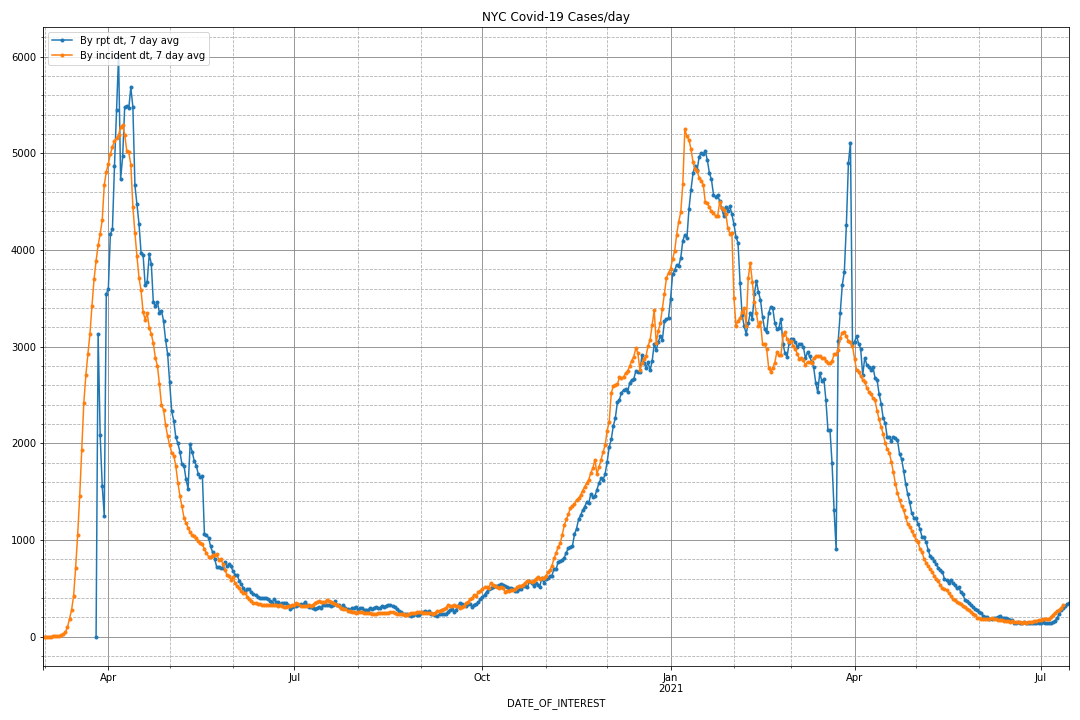 NYC Covid-19 Cases/day
By rpt dt, 7 day avg
By incident dt, 7 day avg
6000
5000
4000
3000
2000
1000
0
Apr Jul Oct Jan Apr Jul
2021
DATE_OF_INTEREST